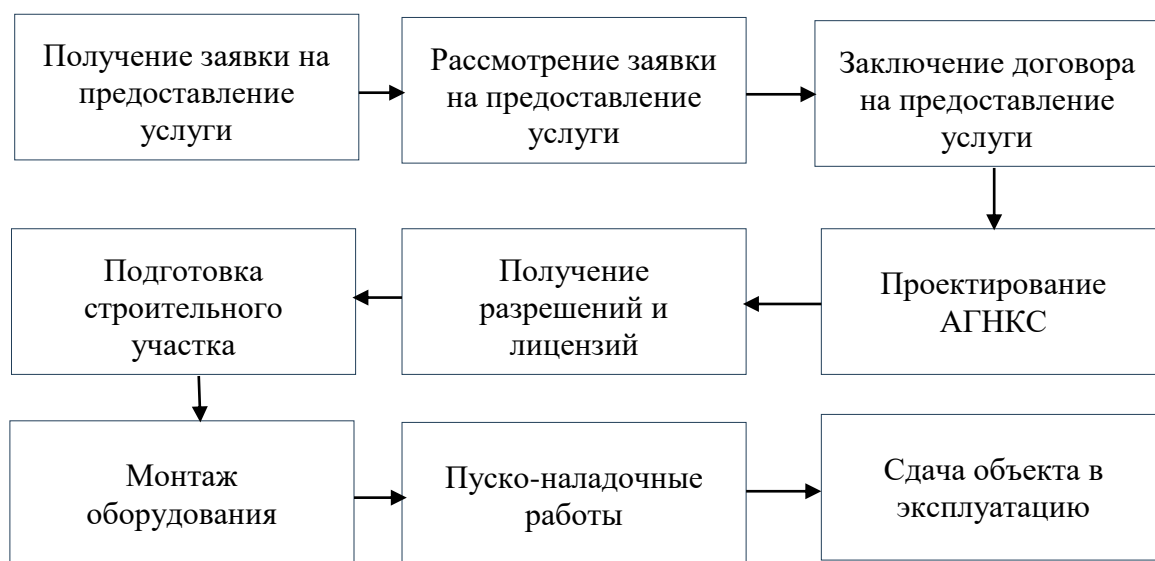 Получение заявки на
предоставление
услуги
Рассмотрение заявки
на предоставление
услуги
Заключение договора
на предоставление
услуги
Проектирование
АГНКС
Получение
разрешений и
лицензий
Подготовка
строительного
участка
Монтаж
оборудования
Пуско-наладочные
работы
Сдача объекта в
эксплуатацию